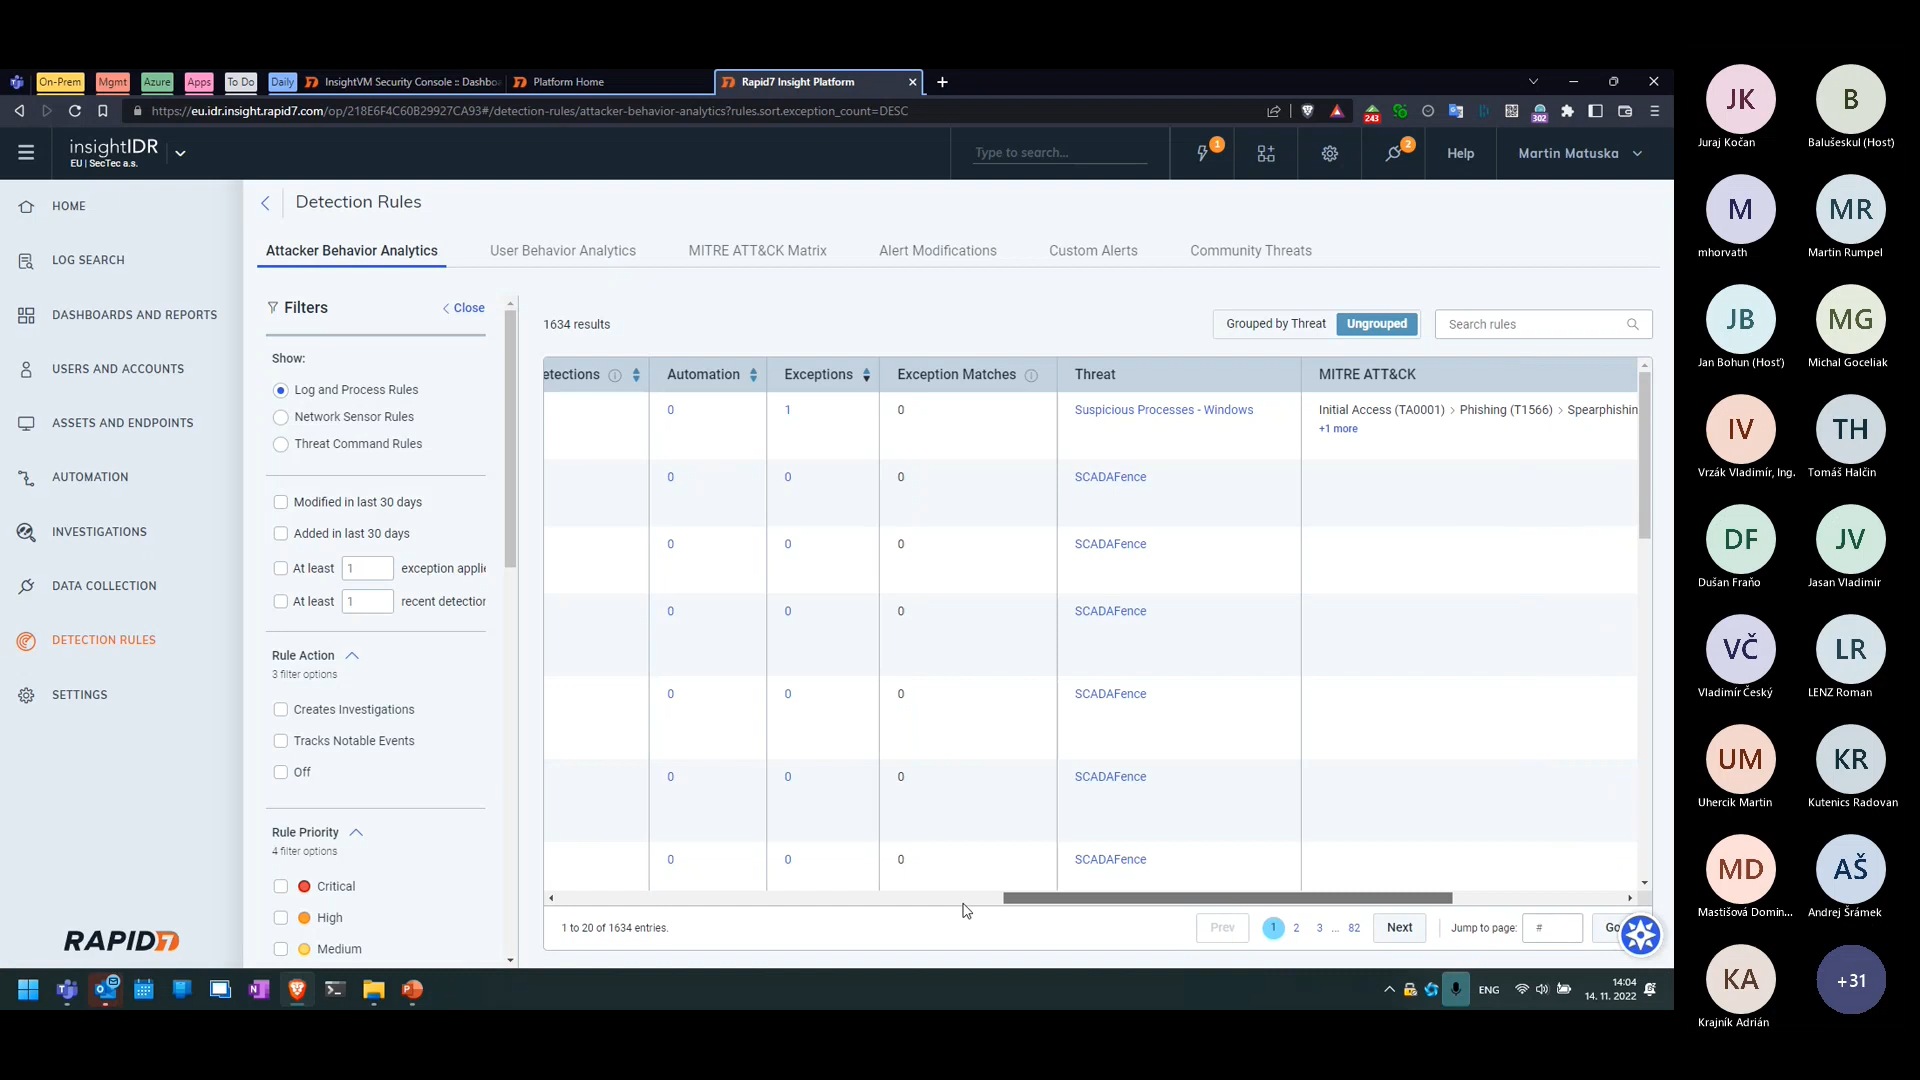 On-Prem
Mgmt
Azure
Apps
To Do
Daily
InsightVM Security Console :: Dashbo
Platform Home
Rapid7 Insight Platform
https://eu.idr.insight.rapid7.com/op/218E6F4C60B29927CA93#/detection-rules/attacker-behavior-analytics?rules.sort.exception_count=DESC
243
302
insightIDR
EU | SecTec a.s.
Type to search...
1
2
Help
Martin Matuska
HOME
LOG SEARCH
DASHBOARDS AND REPORTS
USERS AND ACCOUNTS
ASSETS AND ENDPOINTS
AUTOMATION
INVESTIGATIONS
DATA COLLECTION
DETECTION RULES
SETTINGS
RAPID7
Detection Rules
Attacker Behavior Analytics
User Behavior Analytics
MITRE ATT&CK Matrix
Alert Modifications
Custom Alerts
Community Threats
Filters
Close
Show:
Log and Process Rules
Network Sensor Rules
Threat Command Rules
Modified in last 30 days
Added in last 30 days
At least 1 exception applie
At least 1 recent detection
Rule Action
3 filter options
Creates Investigations
Tracks Notable Events
Off
Rule Priority
4 filter options
Critical
High
Medium
1634 results
Grouped by Threat
Ungrouped
Search rules
etections Automation Exceptions Exception Matches Threat MITRE ATT&CK
0 1 0 Suspicious Processes - Windows Initial Access (TA0001) > Phishing (T1566) > Spearphishin
+1 more
0 0 0 SCADAFence
0 0 0 SCADAFence
0 0 0 SCADAFence
0 0 0 SCADAFence
0 0 0 SCADAFence
0 0 0 SCADAFence
1 to 20 of 1634 entries.
Prev 1 2 3 ... 82 Next
Jump to page: # Go
ENG
14:04
14. 11. 2022
JK
Juraj Kočan
B
Balušeskul (Hosť)
M
mhorvath
MR
Martin Rumpel
JB
Jan Bohun (Hosť)
MG
Michal Goceliak
IV
Vrzák Vladimír, Ing.
TH
Tomáš Halčin
DF
Dušan Fraňo
JV
Jasan Vladimir
VČ
Vladimír Český
LR
LENZ Roman
UM
Uhercik Martin
KR
Kutenics Radovan
MD
Mastišová Domin...
AŠ
Andrej Šrámek
KA
Krajník Adrián
+31